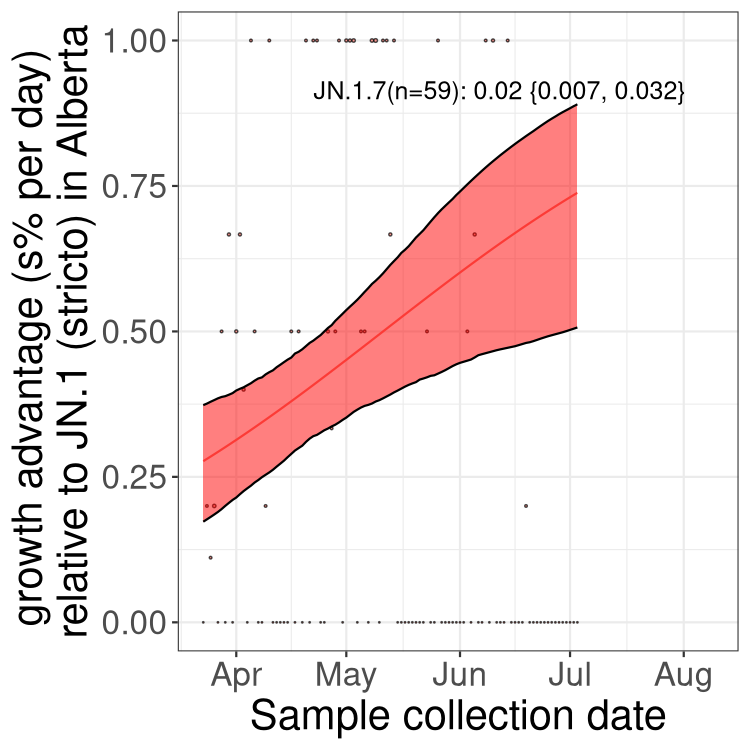 growth advantage (s% per day)
relative to JN.1 (stricto) in Alberta
1.00
0.75
0.50
0.25
0.00
JN.1.7(n=59): 0.02 {0.007, 0.032}
Apr May Jun Jul Aug
Sample collection date